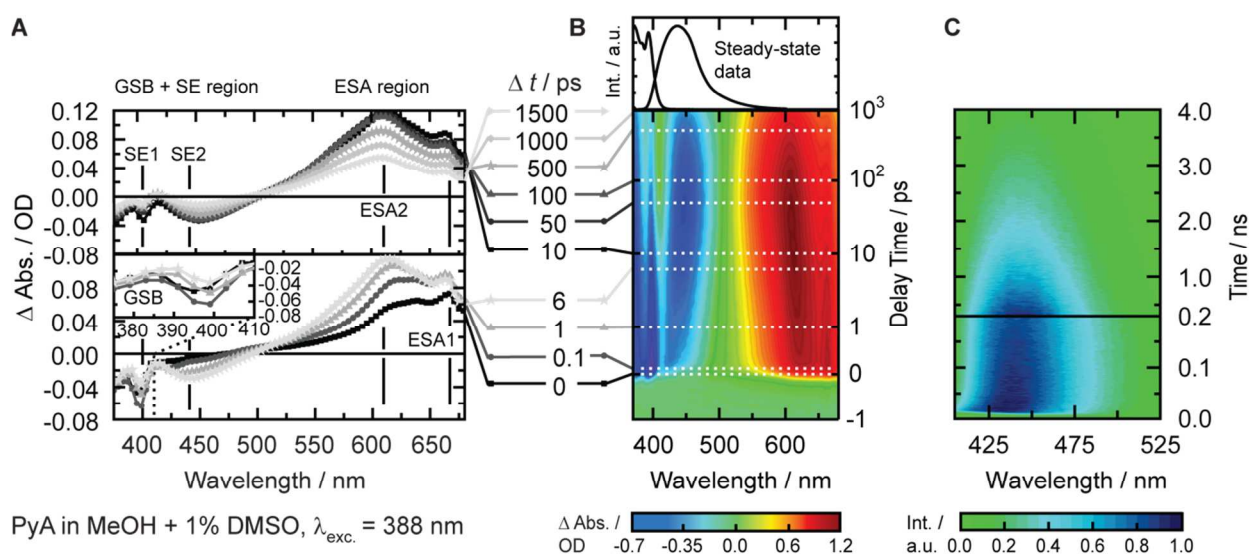 A
GSB + SE region
ESA region
Δ t / ps
0.12
0.08
0.04
0.00
-0.04
SE1
SE2
ESA2
-0.08
0.08
0.04
0.00
-0.04
-0.08
GSB
-0.02
-0.04
-0.06
-0.08
380
390
400
410
ESA1
Δ Abs. / OD
400
450
500
550
600
650
Wavelength / nm
1500
1000
500
100
50
10
6
1
0.1
0
B
Int. / a.u.
Steady-state
data
10³
10²
10
1
0
-1
Delay Time / ps
400
500
600
Wavelength / nm
C
4.0
3.0
2.0
1.0
0.2
0.1
0.0
Time / ns
425
475
525
Wavelength / nm
PyA in MeOH + 1% DMSO, λexc. = 388 nm
Δ Abs. /
OD
-0.7
-0.35
0.0
0.6
1.2
Int. /
a.u.
0.0
0.2
0.4
0.6
0.8
1.0